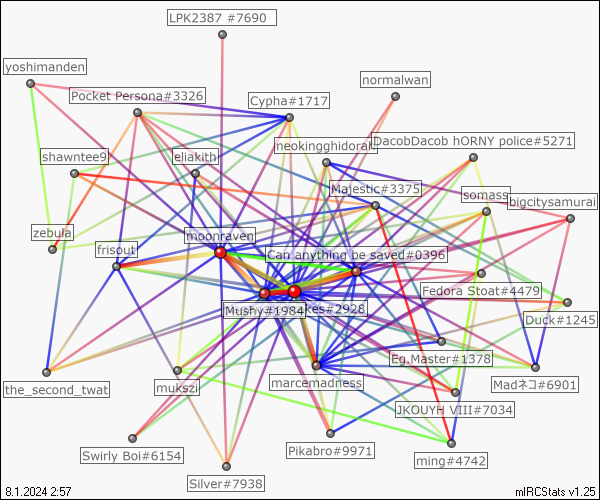 LPK2387 #7690
yoshimanden
normalwan
Pocket Persona#3326
Cypha#1717
DacobDacob hORNY police#5271
neokingghidorah
shawntee9
eliakith
Majestic#3375
somass
bigcitysamurai
zebula
moonraven
frisout
Can anything be saved#0396
Fedora Stoat#4479
Mushy#1984
kes#2928
Duck#1245
Eg.Master#1378
the_second_twat
mukszi
marcemadness
Madネコ#6901
JKOUYH VIII#7034
Swirly Boi#6154
Pikabro#9971
ming#4742
Silver#7938
8.1.2024 2:57
mIRCStats v1.25